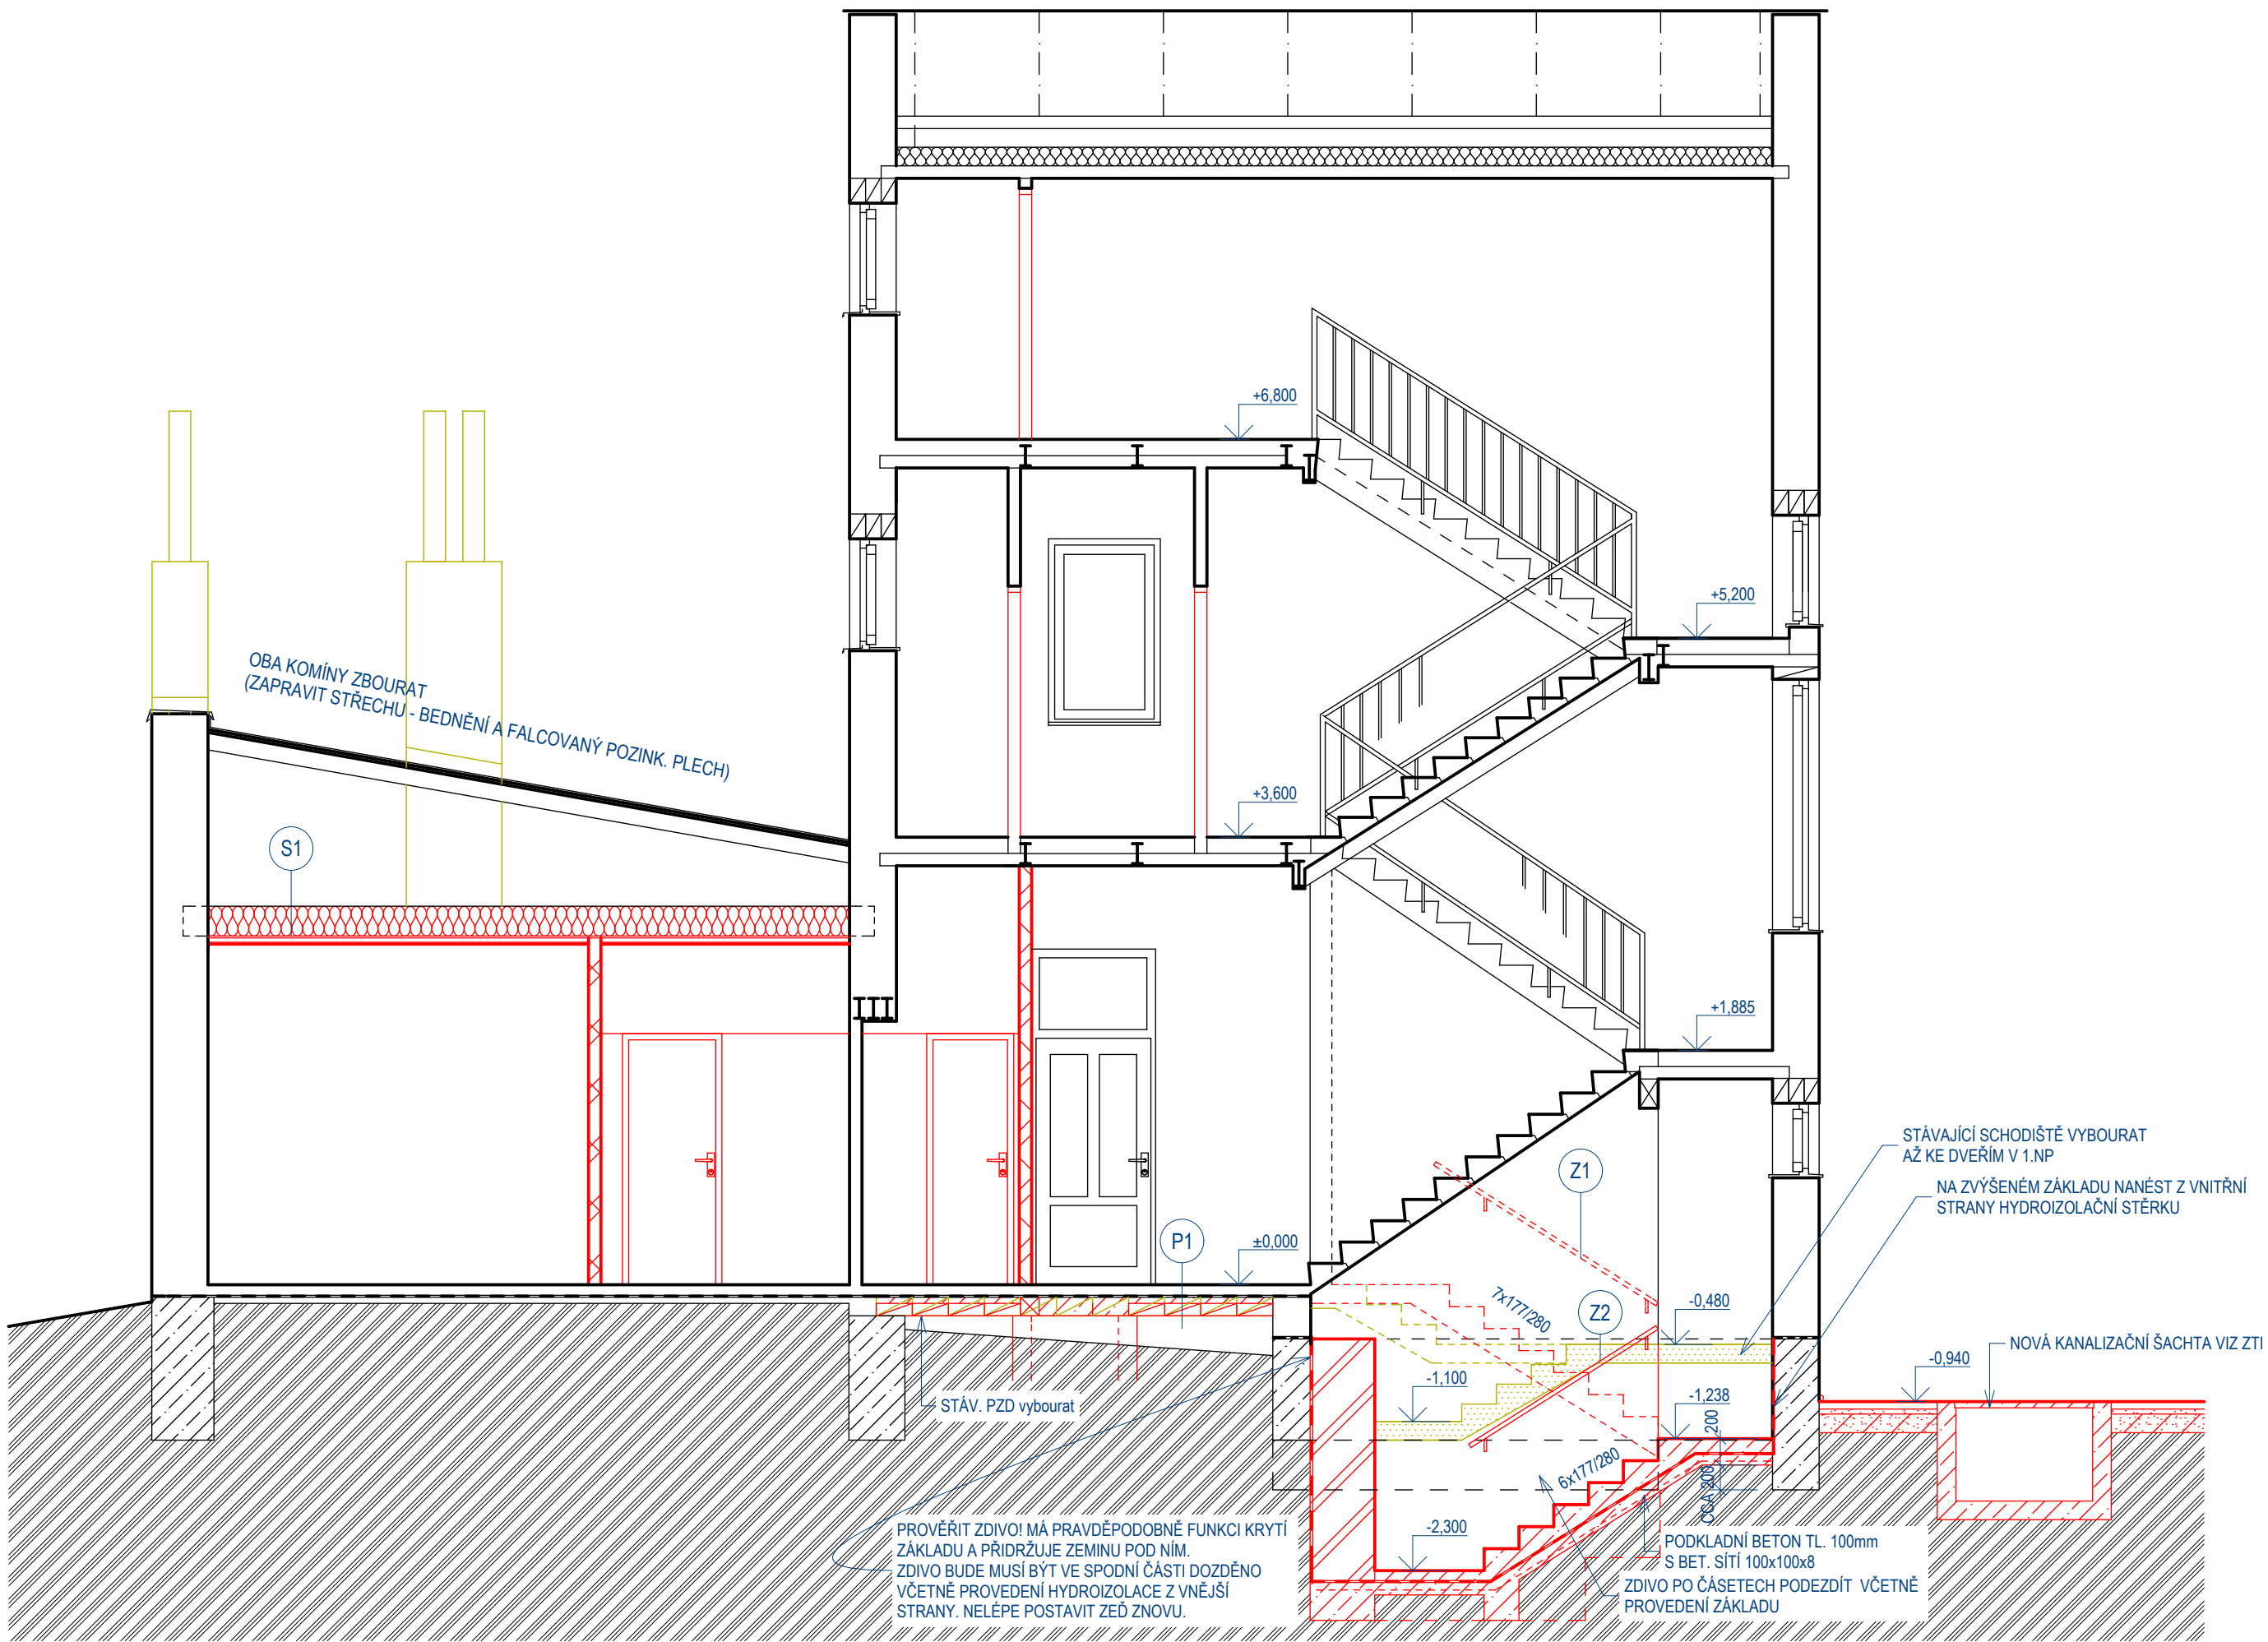 +6,800
+5,200
OBA KOMÍNY ZBOURAT
(ZAPRAVIT STŘECHU - BEDNĚNÍ A FALCOVANÝ POZINK. PLECH)
+3,600
S1
+1,885
STÁVAJÍCÍ SCHODIŠTĚ VYBOURAT
AŽ KE DVEŘÍM V 1.NP
Z1
NA ZVÝŠENÉM ZÁKLADU NANÉST Z VNITŘNÍ
STRANY HYDROIZOLAČNÍ STĚRKU
P1
±0,000
7x177/280
Z2
-0,480
NOVÁ KANALIZAČNÍ ŠACHTA VIZ ZTI
-0,940
-1,100
-1,238
STÁV. PZD vybourat
200
6x177/280
CCA 200
-2,300
PROVĚŘIT ZDIVO! MÁ PRAVDĚPODOBNĚ FUNKCI KRYTÍ
ZÁKLADU A PŘIDRŽUJE ZEMINU POD NÍM.
ZDIVO BUDE MUSÍ BÝT VE SPODNÍ ČÁSTI DOZDĚNO
VČETNĚ PROVEDENÍ HYDROIZOLACE Z VNĚJŠÍ
STRANY. NELÉPE POSTAVIT ZEĎ ZNOVU.
PODKLADNÍ BETON TL. 100mm
S BET. SÍTÍ 100x100x8
ZDIVO PO ČÁSETECH PODEZDÍT VČETNĚ
PROVEDENÍ ZÁKLADU